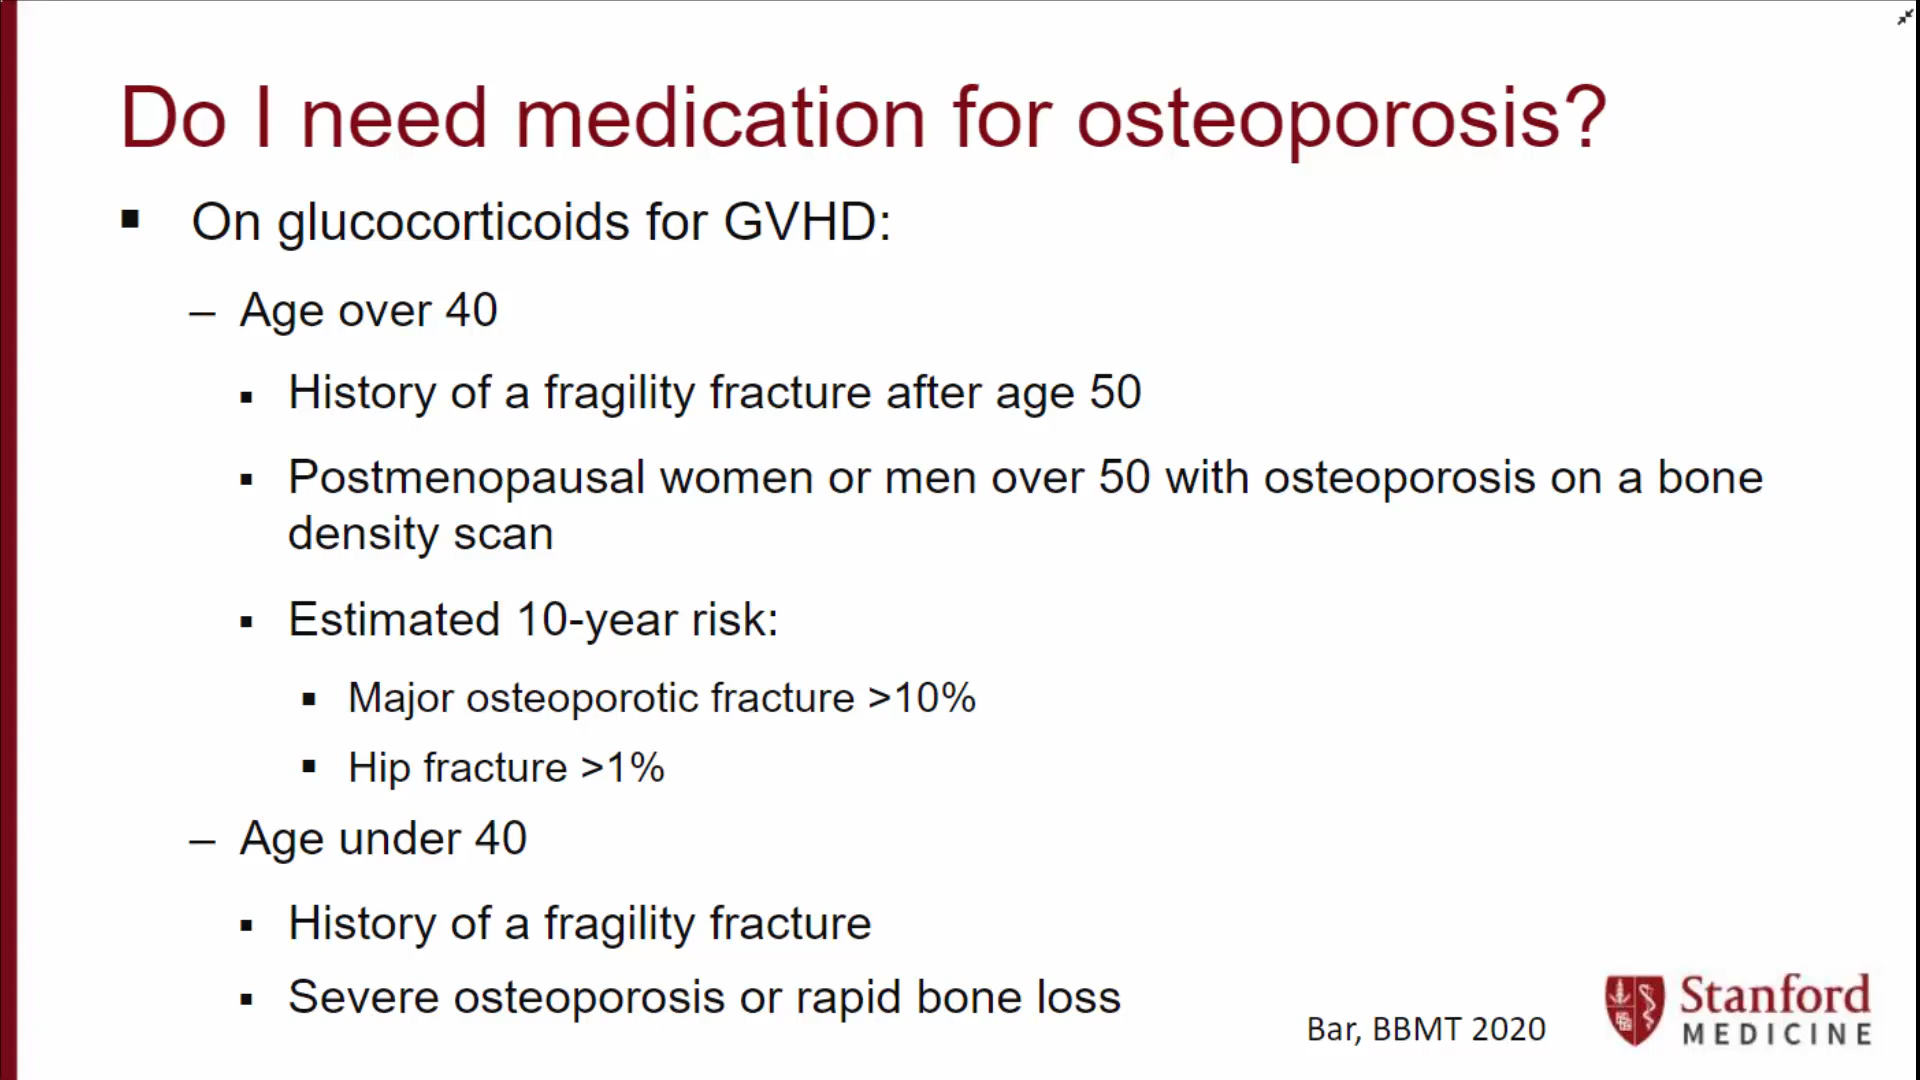 Do I need medication for osteoporosis?
▪ On glucocorticoids for GVHD:
– Age over 40
▪ History of a fragility fracture after age 50
▪ Postmenopausal women or men over 50 with osteoporosis on a bone
density scan
▪ Estimated 10-year risk:
▪ Major osteoporotic fracture >10%
▪ Hip fracture >1%
– Age under 40
▪ History of a fragility fracture
▪ Severe osteoporosis or rapid bone loss
Bar, BBMT 2020
Stanford
MEDICINE